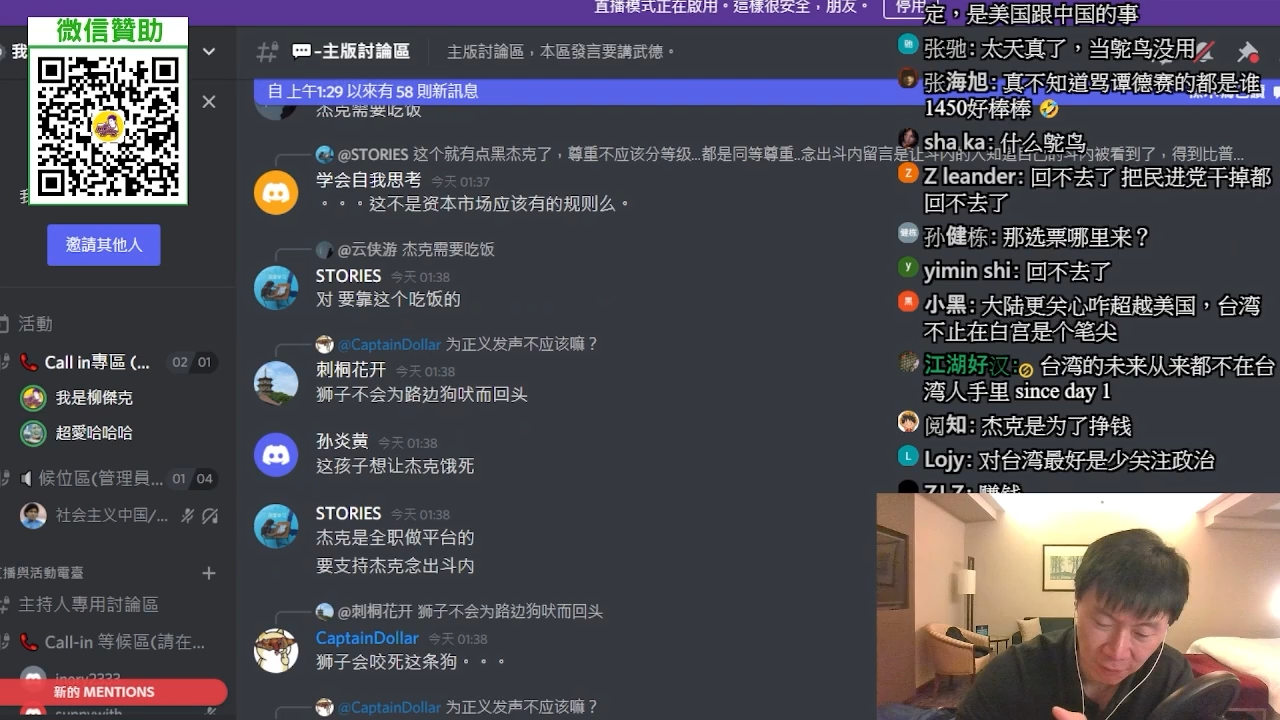 直播模式正在啟用。這樣很安全，朋友。
停用
微信贊助
我
邀請其他人
活動
Call in專區 (...
02 01
我是柳傑克
超愛哈哈哈
候位區(管理員...
01 04
社会主义中国/...
直播與活動電臺
主持人專用討論區
Call-in 等候區(請在...
新的 MENTIONS
sunnywith
💬-主版討論區
主版討論區，本區發言要講武德。
自 上午1:29 以來有 58 則新訊息
杰克需要吃饭
@STORIES 这个就有点黑杰克了，尊重不应该分等级...都是同等尊重..念出斗内留言是让斗内的人知道自己的斗内被看到了，得到比普...
学会自我思考 今天 01:37
。。。这不是资本市场应该有的规则么。
@云侠游 杰克需要吃饭
STORIES 今天 01:38
对 要靠这个吃饭的
@CaptainDollar 为正义发声不应该嘛？
刺桐花开 今天 01:38
狮子不会为路边狗吠而回头
孙炎黄 今天 01:38
这孩子想让杰克饿死
STORIES 今天 01:38
杰克是全职做平台的
要支持杰克念出斗内
@刺桐花开 狮子不会为路边狗吠而回头
CaptainDollar 今天 01:38
狮子会咬死这条狗。。。
@CaptainDollar 为正义发声不应该嘛？
定，是美国跟中国的事
张驰: 太天真了，当鸵鸟没用
张海旭: 真不知道骂谭德赛的都是谁
1450好棒棒 🤣
sha ka: 什么鸵鸟
Z leander: 回不去了 把民进党干掉都
回不去了
孙健栋: 那选票哪里来？
yimin shi: 回不去了
小黑: 大陆更关心咋超越美国，台湾
不止在白宫是个笔尖
江湖好汉: 台湾的未来从来都不在台
湾人手里 since day 1
阅知: 杰克是为了挣钱
Lojy: 对台湾最好是少关注政治
ZLZ: 赚钱